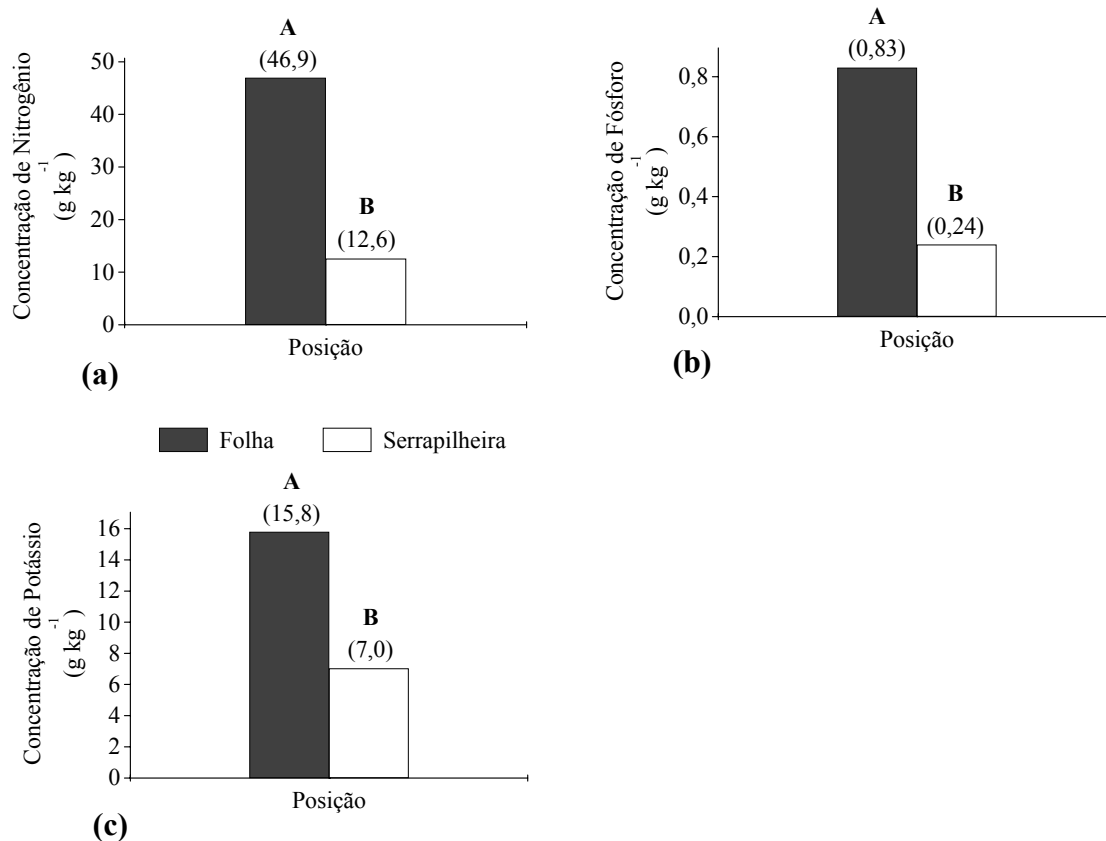 A
(46,9)
50
40
30
20
10
0
B
(12,6)
Concentração de Nitrogênio
(g kg⁻¹)
Posição
(a)
A
(0,83)
0,8
0,6
0,4
0,2
0,0
B
(0,24)
Concentração de Fósforo
(g kg⁻¹)
Posição
(b)
Folha
Serrapilheira
A
(15,8)
16
14
12
10
8
6
4
2
0
B
(7,0)
Concentração de Potássio
(g kg⁻¹)
Posição
(c)